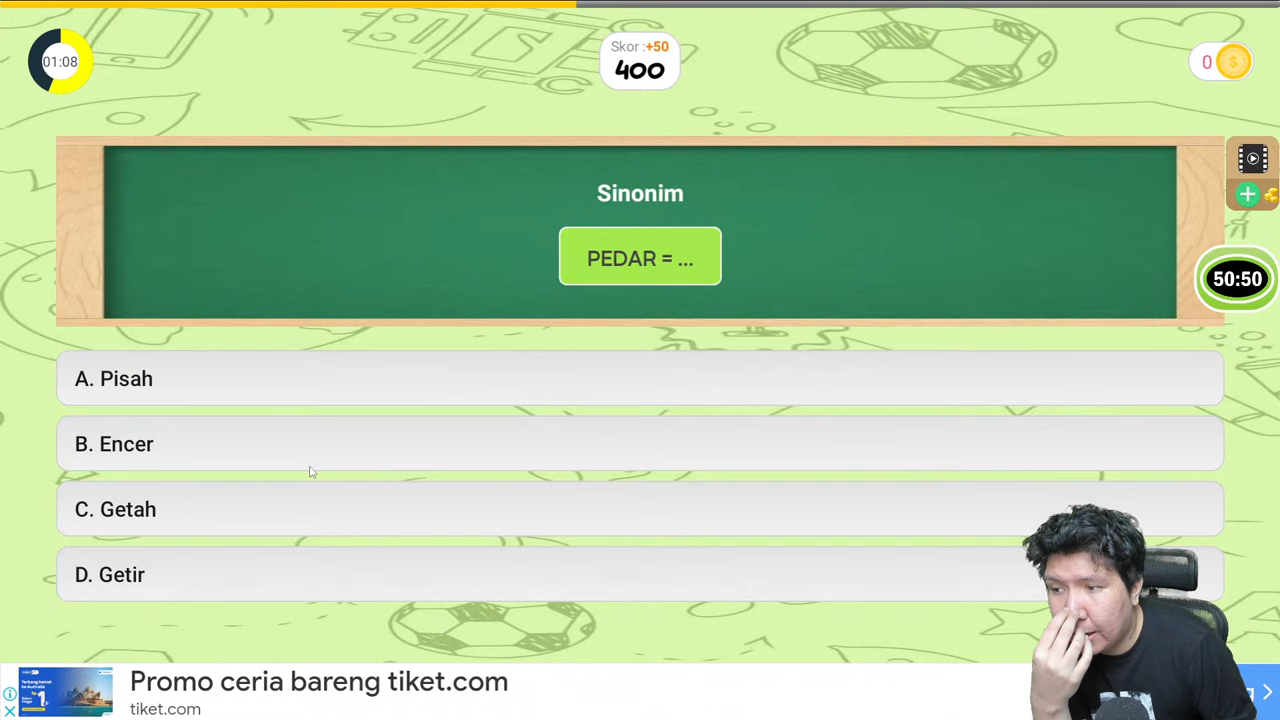 01:08
Skor :+50
400
0
Sinonim
PEDAR = ...
50:50
A. Pisah
B. Encer
C. Getah
D. Getir
Promo ceria bareng tiket.com
tiket.com